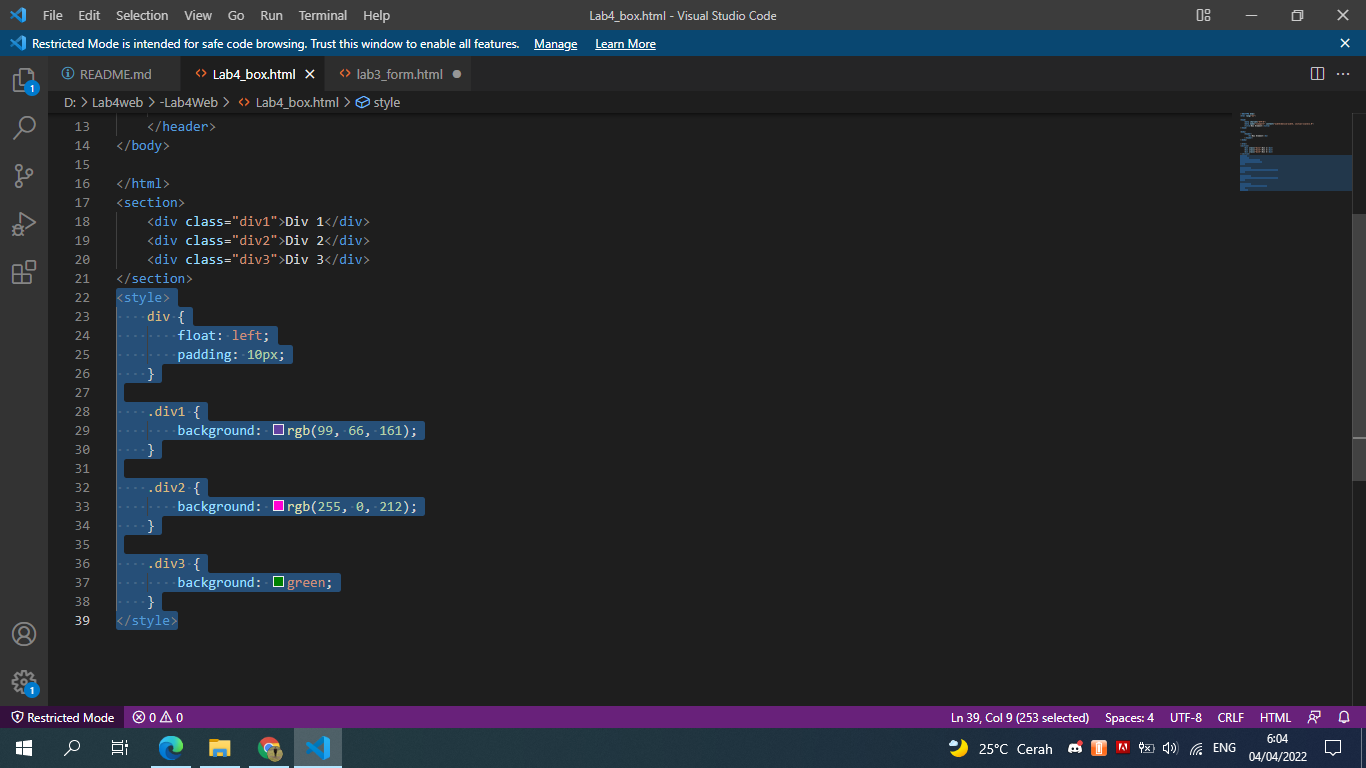 File Edit Selection View Go Run Terminal Help Lab4_box.html - Visual Studio Code
Restricted Mode is intended for safe code browsing. Trust this window to enable all features. Manage Learn More
README.md Lab4_box.html lab3_form.html
D: > Lab4web > -Lab4Web > Lab4_box.html > style
13 </header>
14 </body>
15
16 </html>
17 <section>
18 <div class="div1">Div 1</div>
19 <div class="div2">Div 2</div>
20 <div class="div3">Div 3</div>
21 </section>
22 <style>
23 div {
24 float: left;
25 padding: 10px;
26 }
27
28 .div1 {
29 background: rgb(99, 66, 161);
30 }
31
32 .div2 {
33 background: rgb(255, 0, 212);
34 }
35
36 .div3 {
37 background: green;
38 }
39 </style>
1
1
Restricted Mode 0 0 Ln 39, Col 9 (253 selected) Spaces: 4 UTF-8 CRLF HTML
25°C Cerah ENG 6:04
04/04/2022